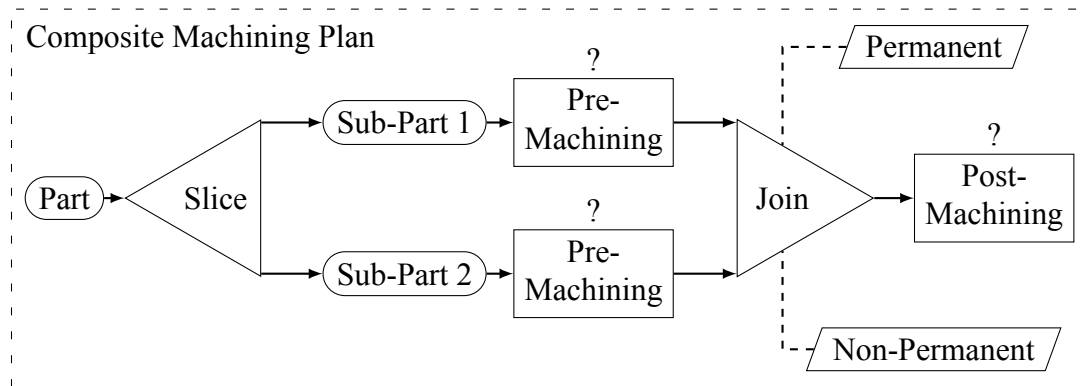 Composite Machining Plan
Permanent
?
?
Sub-Part 1
Pre-
Machining
Part
Slice
Join
Post-
Machining
?
Sub-Part 2
Pre-
Machining
Non-Permanent